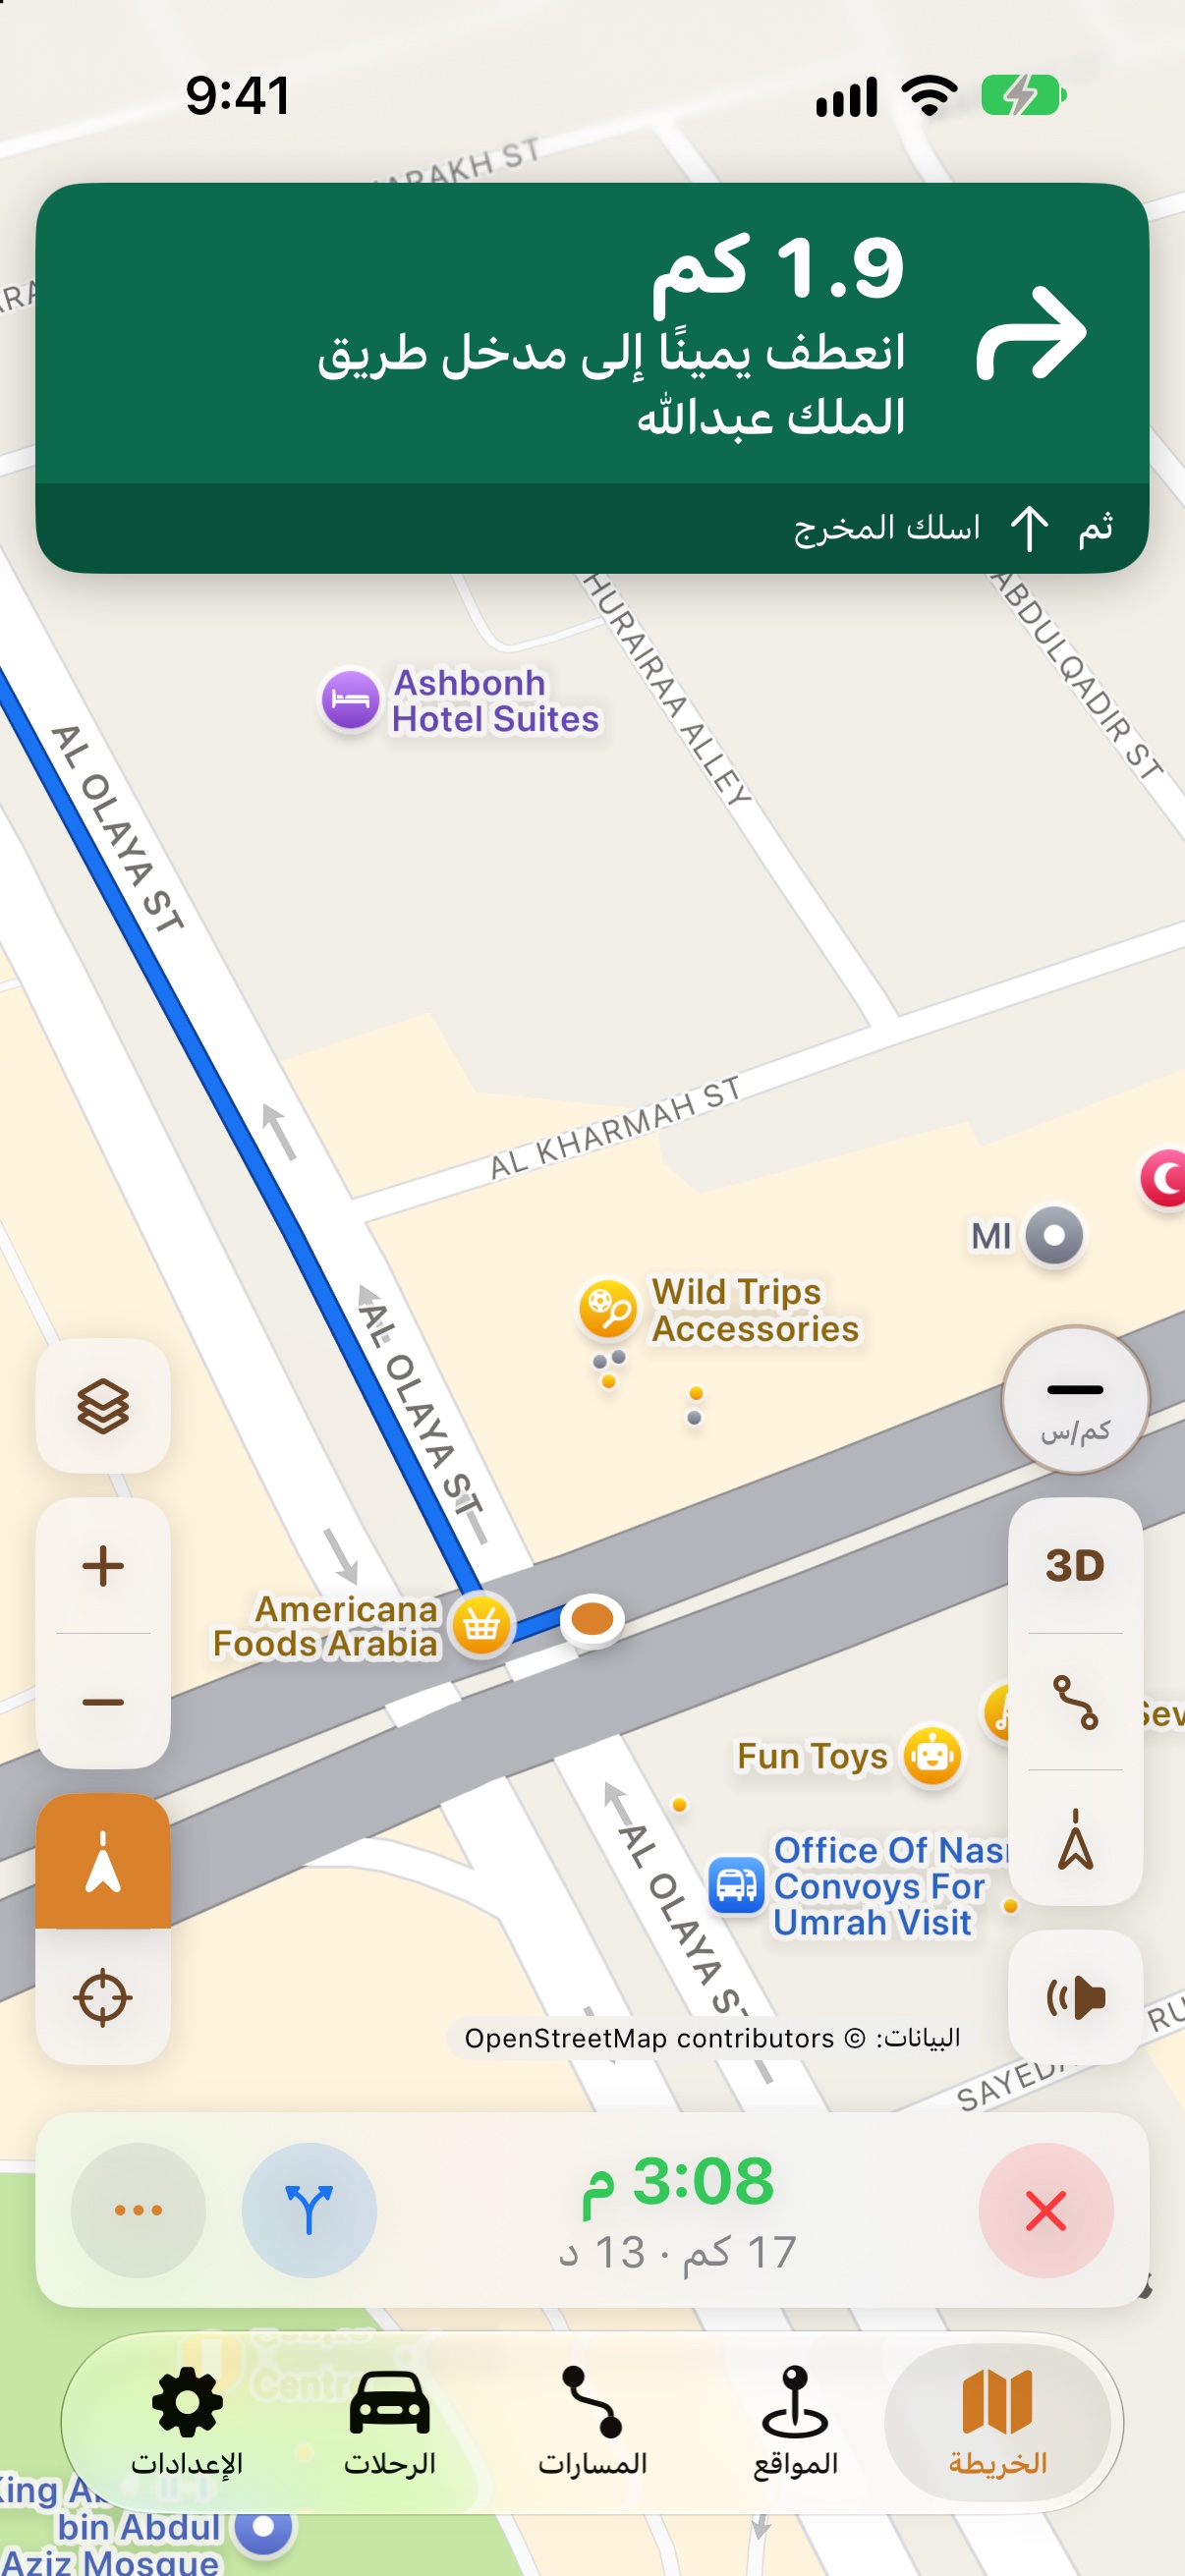 9:41
1.9 كم
انعطف يمينًا إلى مدخل طريق
الملك عبدالله
ثم
اسلك المخرج
Ashbonh
Hotel Suites
HURAIRAA ALLEY
ABDULQADIR ST
AL OLAYA ST
AL KHARMAH ST
MI
Wild Trips
Accessories
AL OLAYA ST
كم/س
3D
Americana
Foods Arabia
Fun Toys
Office Of Nas
Convoys For
Umrah Visit
AL OLAYA S
البيانات: © OpenStreetMap contributors
3:08 م
17 كم · 13 د
الخريطة
المواقع
المسارات
الرحلات
الإعدادات
bin Abdul
Aziz Mosque